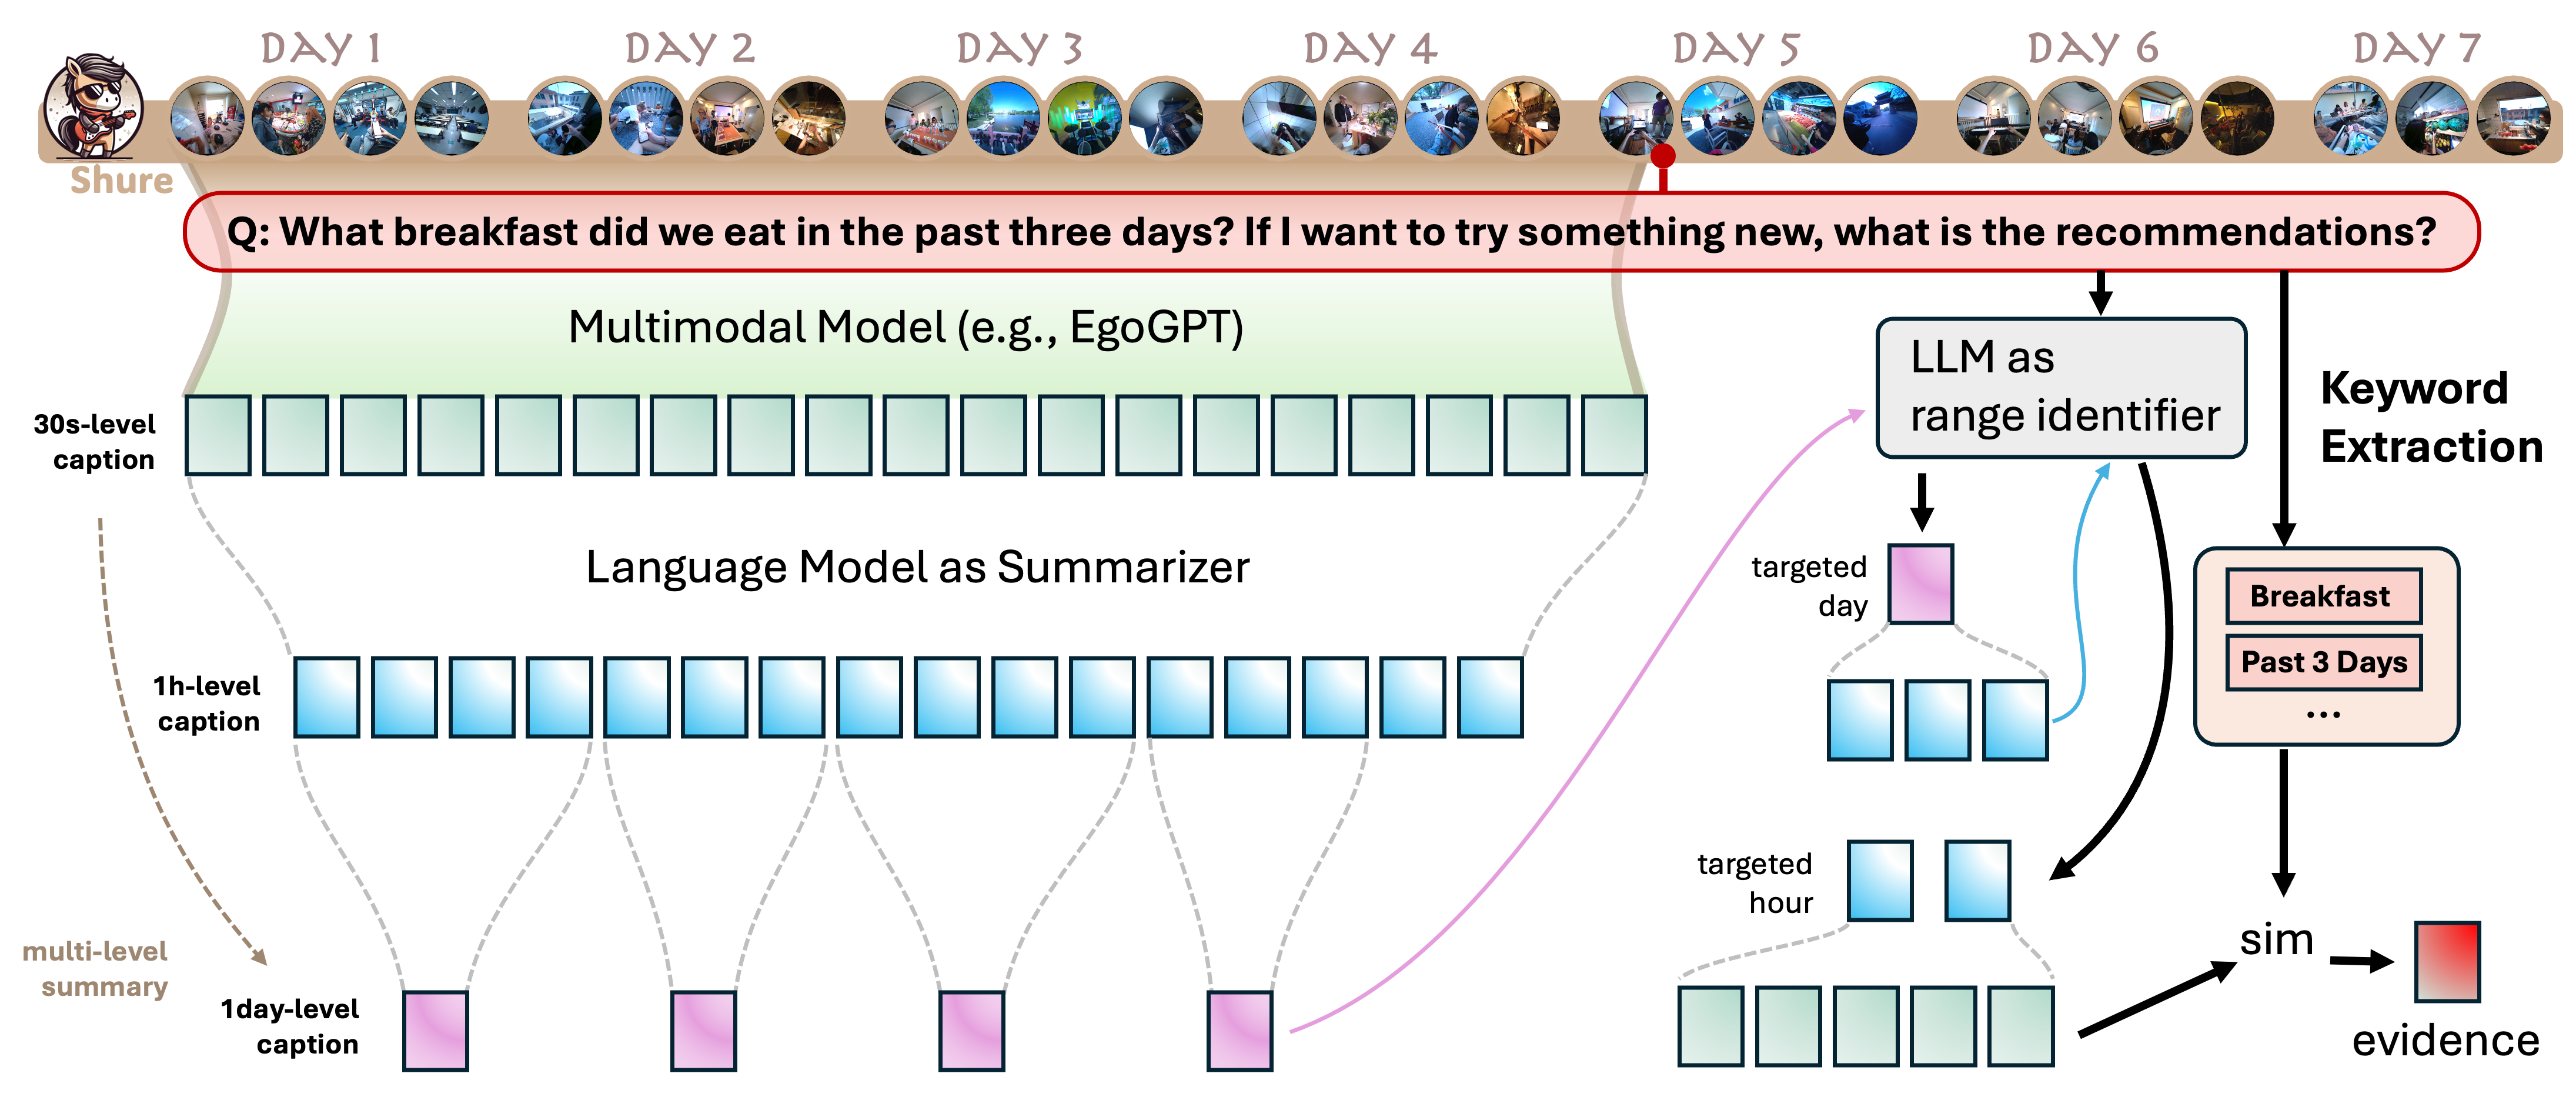 DAY 1
DAY 2
DAY 3
DAY 4
DAY 5
DAY 6
DAY 7
Shure
Q: What breakfast did we eat in the past three days? If I want to try something new, what is the recommendations?
Multimodal Model (e.g., EgoGPT)
30s-level
caption
Language Model as Summarizer
1h-level
caption
multi-level
summary
1day-level
caption
LLM as
range identifier
Keyword
Extraction
targeted
day
Breakfast
Past 3 Days
...
targeted
hour
sim
evidence